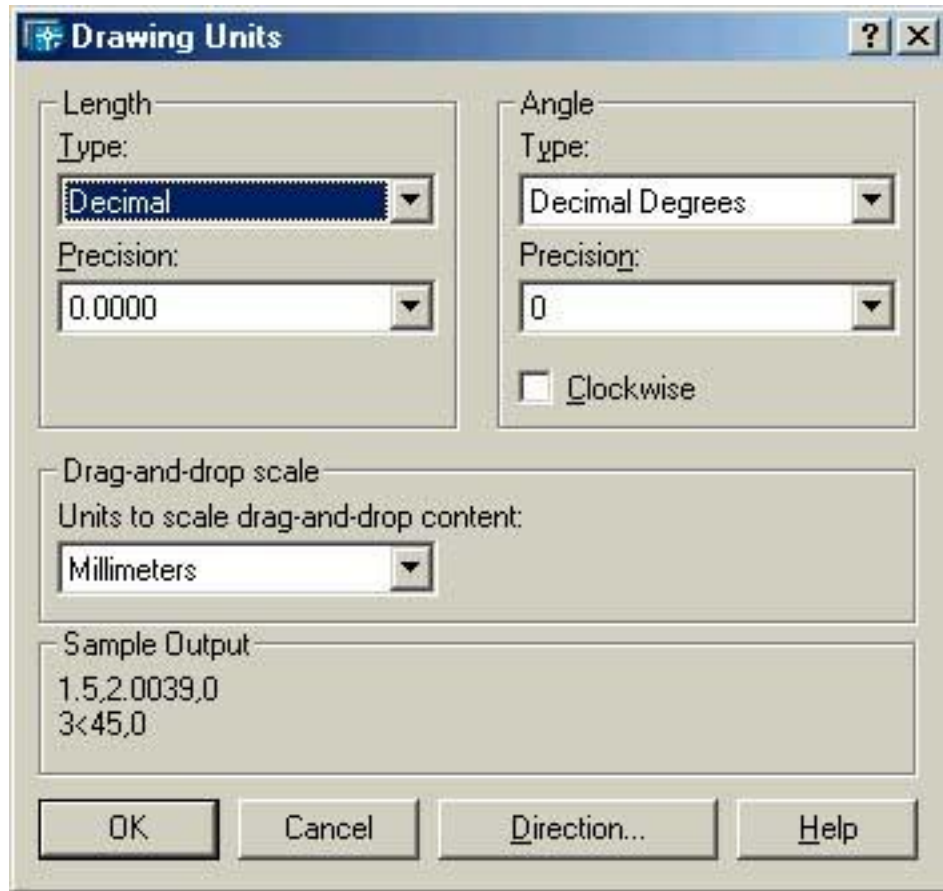 Drawing Units
Length
Type:
Decimal
Precision:
0.0000
Angle
Type:
Decimal Degrees
Precision:
0
Clockwise
Drag-and-drop scale
Units to scale drag-and-drop content:
Millimeters
Sample Output
1.5,2.0039,0
3<45,0
OK
Cancel
Direction...
Help